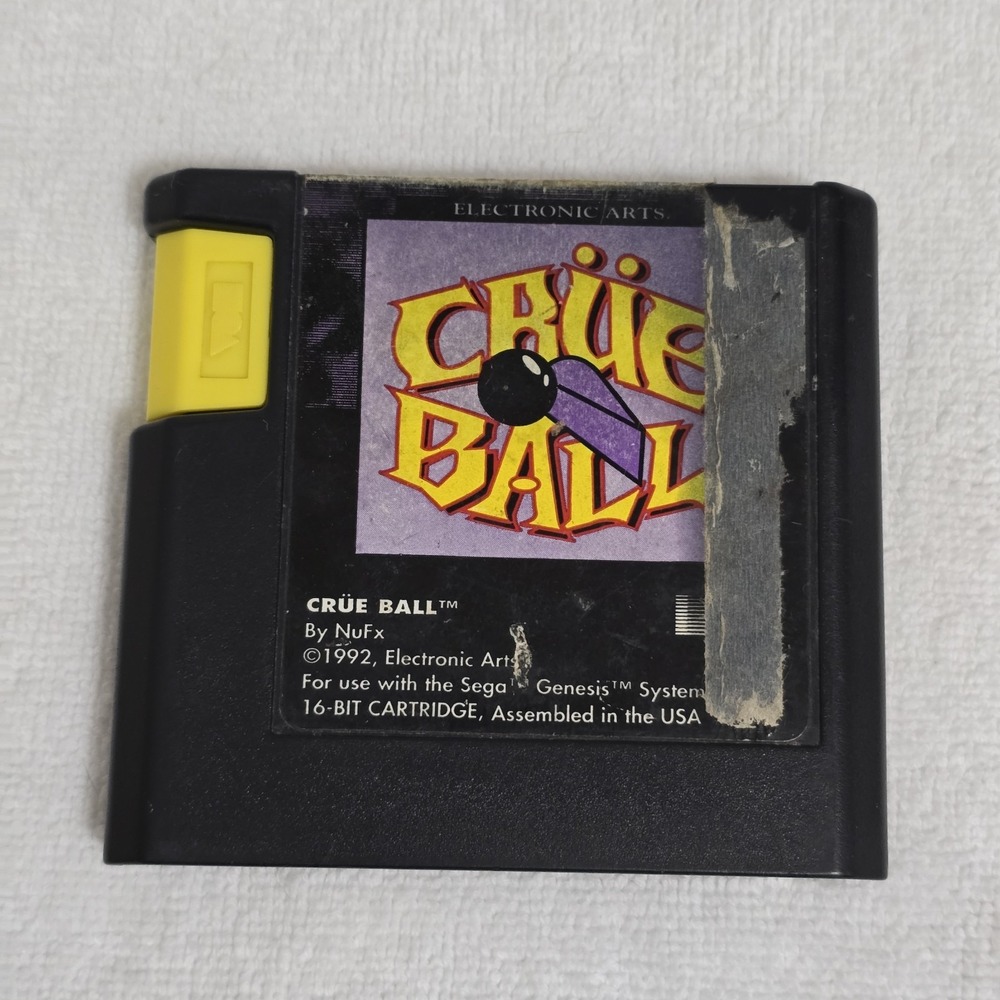 ELECTRONIC ARTS.
CRÜE
BALL
CRÜE BALL™
By NuFx
©1992, Electronic Arts
For use with the Sega™ Genesis™ System
16-BIT CARTRIDGE, Assembled in the USA